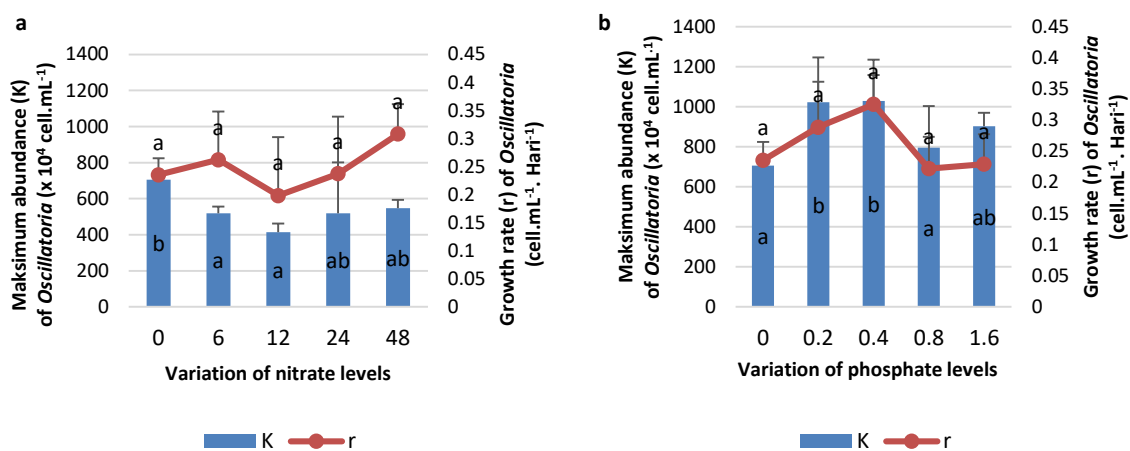 a
Maksimum abundance (K)
of Oscillatoria (x 10⁴ cell.mL⁻¹)
1400
1200
1000
800
600
400
200
0
a
a
a
a
a
b
a
a
ab
ab
0.45
0.4
0.35
0.3
0.25
0.2
0.15
0.1
0.05
0
Growth rate (r) of Oscillatoria
(cell.mL⁻¹. Hari⁻¹)
0 6 12 24 48
Variation of nitrate levels
K r
b
Maksimum abundance (K)
of Oscillatoria (x 10⁴ cell.mL⁻¹)
1400
1200
1000
800
600
400
200
0
a
a
a
a
a
a
b
b
a
ab
0.45
0.4
0.35
0.3
0.25
0.2
0.15
0.1
0.05
0
Growth rate (r) of Oscillatoria
(cell.mL⁻¹. Hari⁻¹)
0 0.2 0.4 0.8 1.6
Variation of phosphate levels
K r